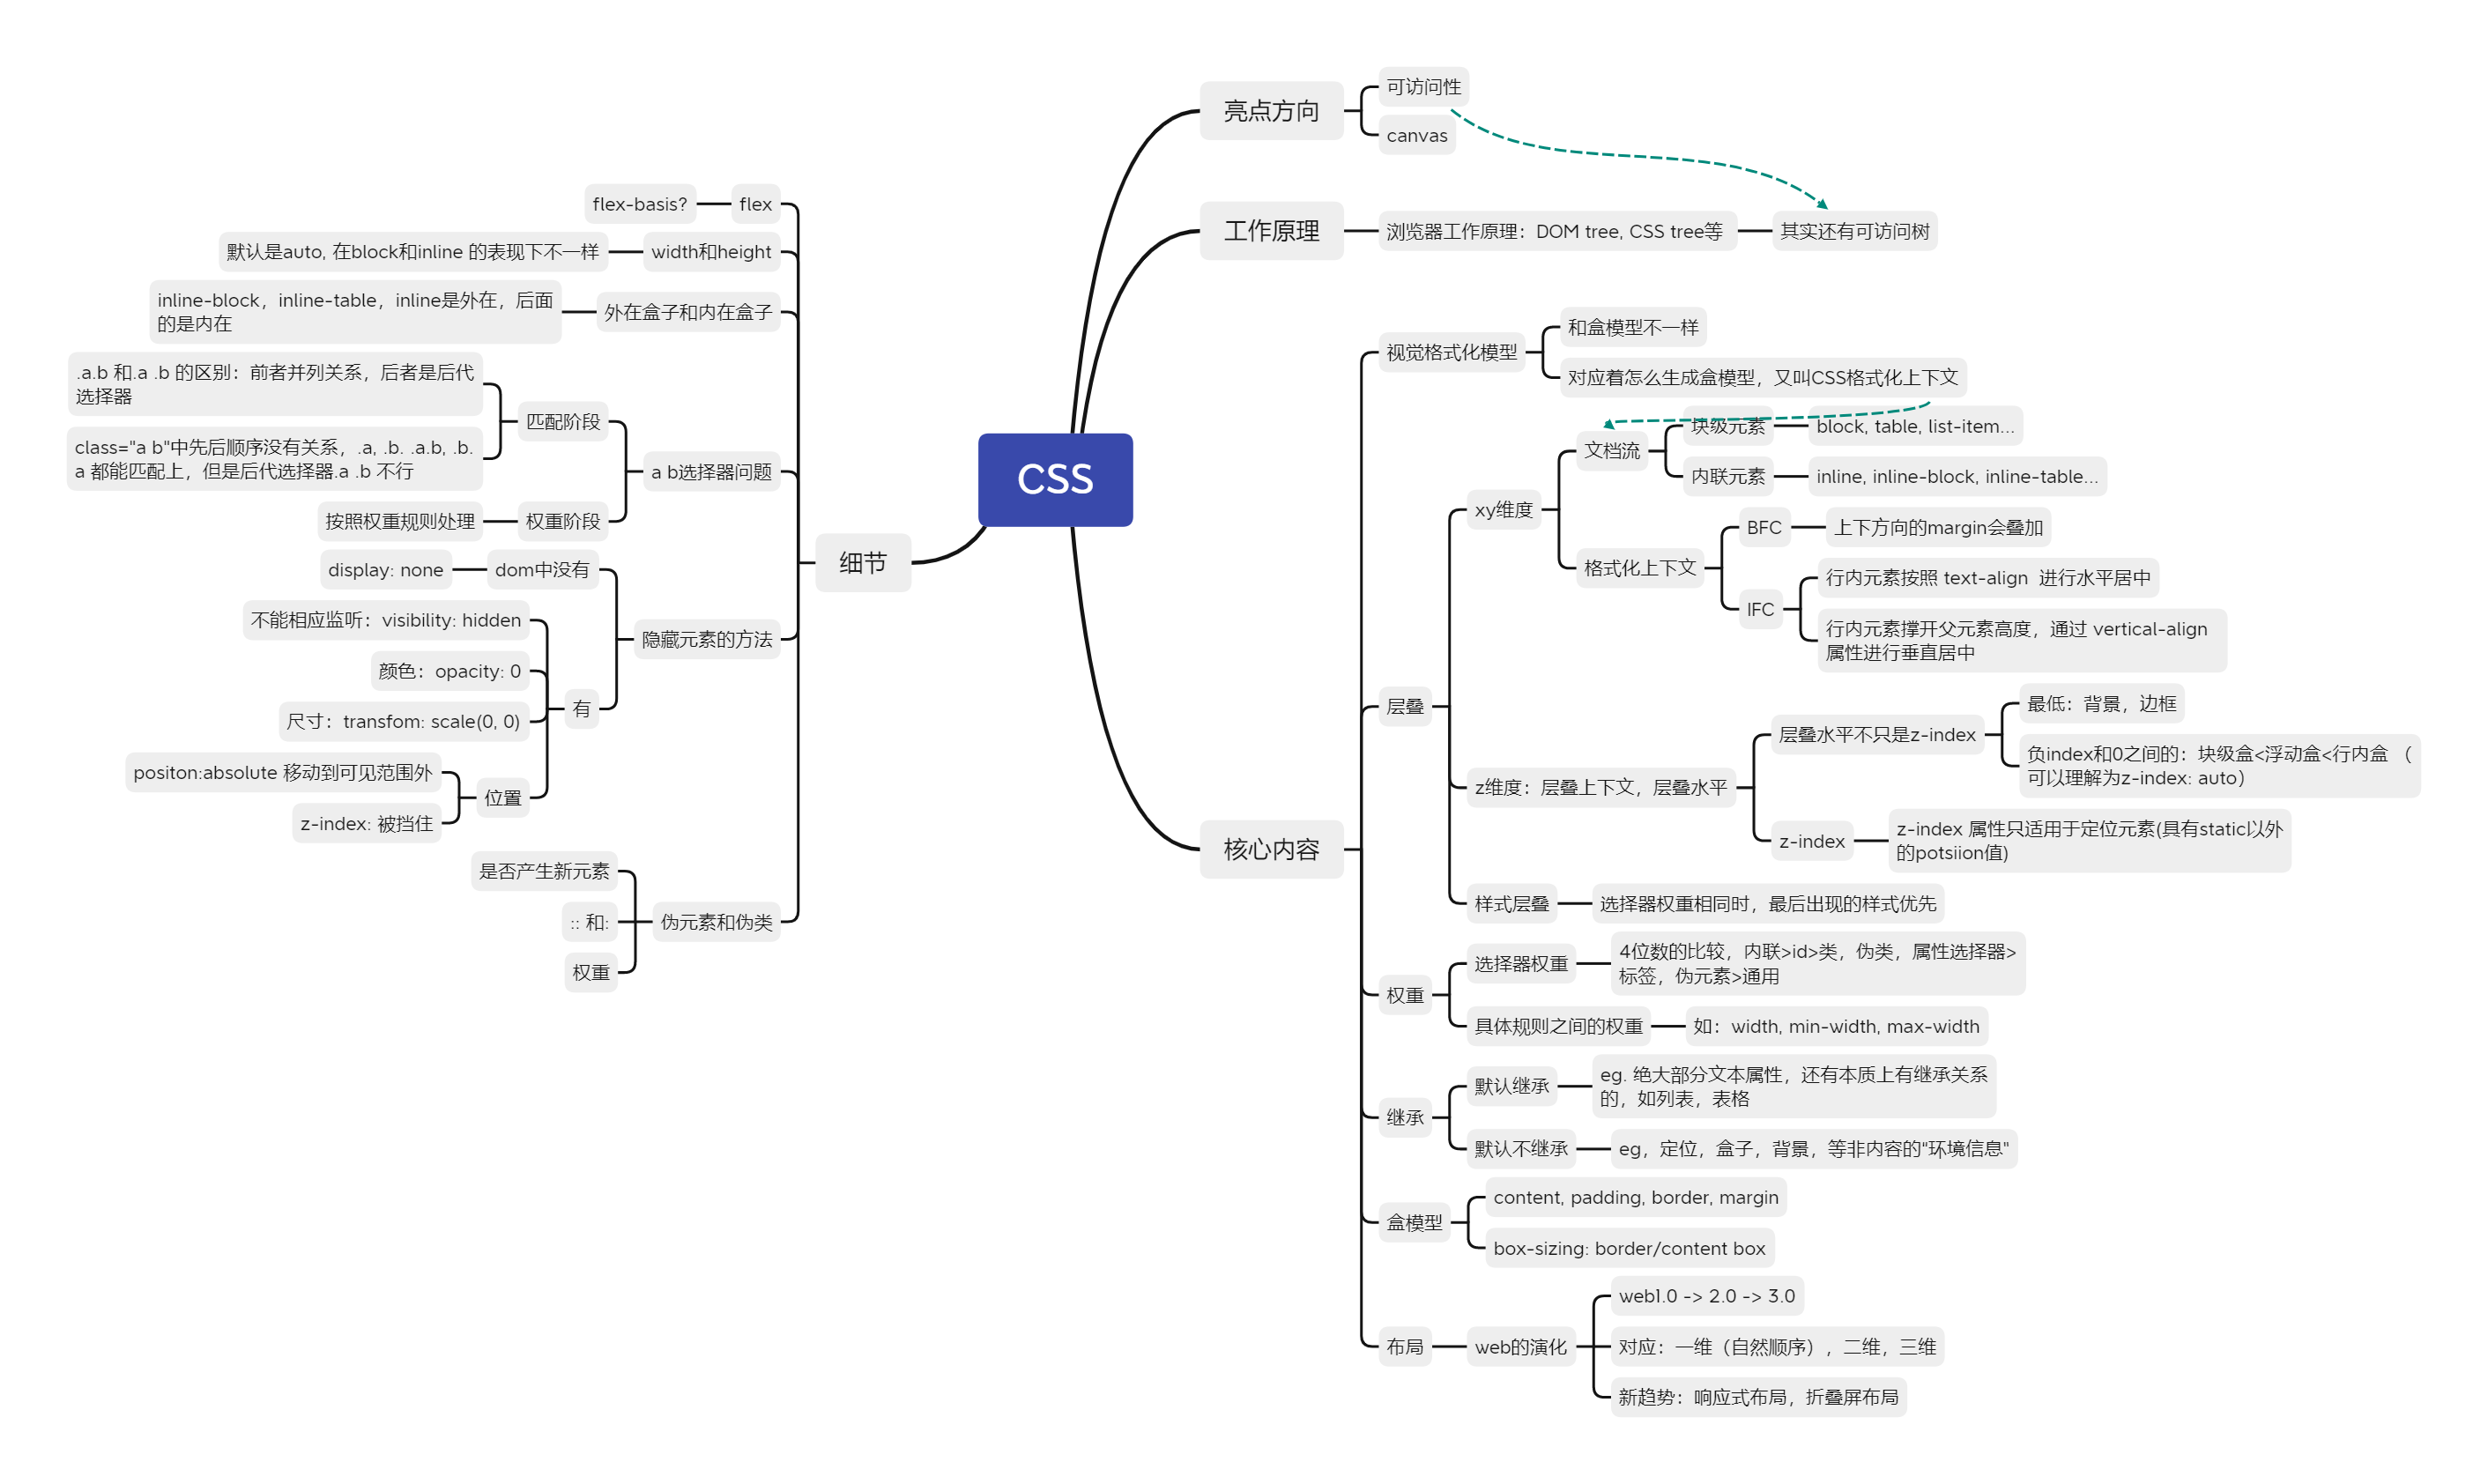 CSS
亮点方向
可访问性
canvas
工作原理
浏览器工作原理：DOM tree, CSS tree等
其实还有可访问树
核心内容
视觉格式化模型
和盒模型不一样
对应着怎么生成盒模型，又叫CSS格式化上下文
层叠
xy维度
文档流
块级元素
block, table, list-item...
内联元素
inline, inline-block, inline-table...
格式化上下文
BFC
上下方向的margin会叠加
IFC
行内元素按照 text-align 进行水平居中
行内元素撑开父元素高度，通过 vertical-align
属性进行垂直居中
z维度：层叠上下文，层叠水平
层叠水平不只是z-index
最低：背景，边框
负index和0之间的：块级盒<浮动盒<行内盒 （
可以理解为z-index: auto）
z-index
z-index 属性只适用于定位元素(具有static以外
的potsiion值)
样式层叠
选择器权重相同时，最后出现的样式优先
权重
选择器权重
4位数的比较，内联>id>类，伪类，属性选择器>
标签，伪元素>通用
具体规则之间的权重
如：width, min-width, max-width
继承
默认继承
eg. 绝大部分文本属性，还有本质上有继承关系
的，如列表，表格
默认不继承
eg，定位，盒子，背景，等非内容的"环境信息"
盒模型
content, padding, border, margin
box-sizing: border/content box
布局
web的演化
web1.0 -> 2.0 -> 3.0
对应：一维（自然顺序），二维，三维
新趋势：响应式布局，折叠屏布局
细节
flex
flex-basis?
width和height
默认是auto, 在block和inline 的表现下不一样
外在盒子和内在盒子
inline-block，inline-table，inline是外在，后面
的是内在
a b选择器问题
匹配阶段
.a.b 和.a .b 的区别：前者并列关系，后者是后代
选择器
class="a b"中先后顺序没有关系，.a, .b. .a.b, .b.
a 都能匹配上，但是后代选择器.a .b 不行
权重阶段
按照权重规则处理
隐藏元素的方法
dom中没有
display: none
有
不能相应监听：visibility: hidden
颜色：opacity: 0
尺寸：transfom: scale(0, 0)
位置
positon:absolute 移动到可见范围外
z-index: 被挡住
伪元素和伪类
是否产生新元素
:: 和:
权重